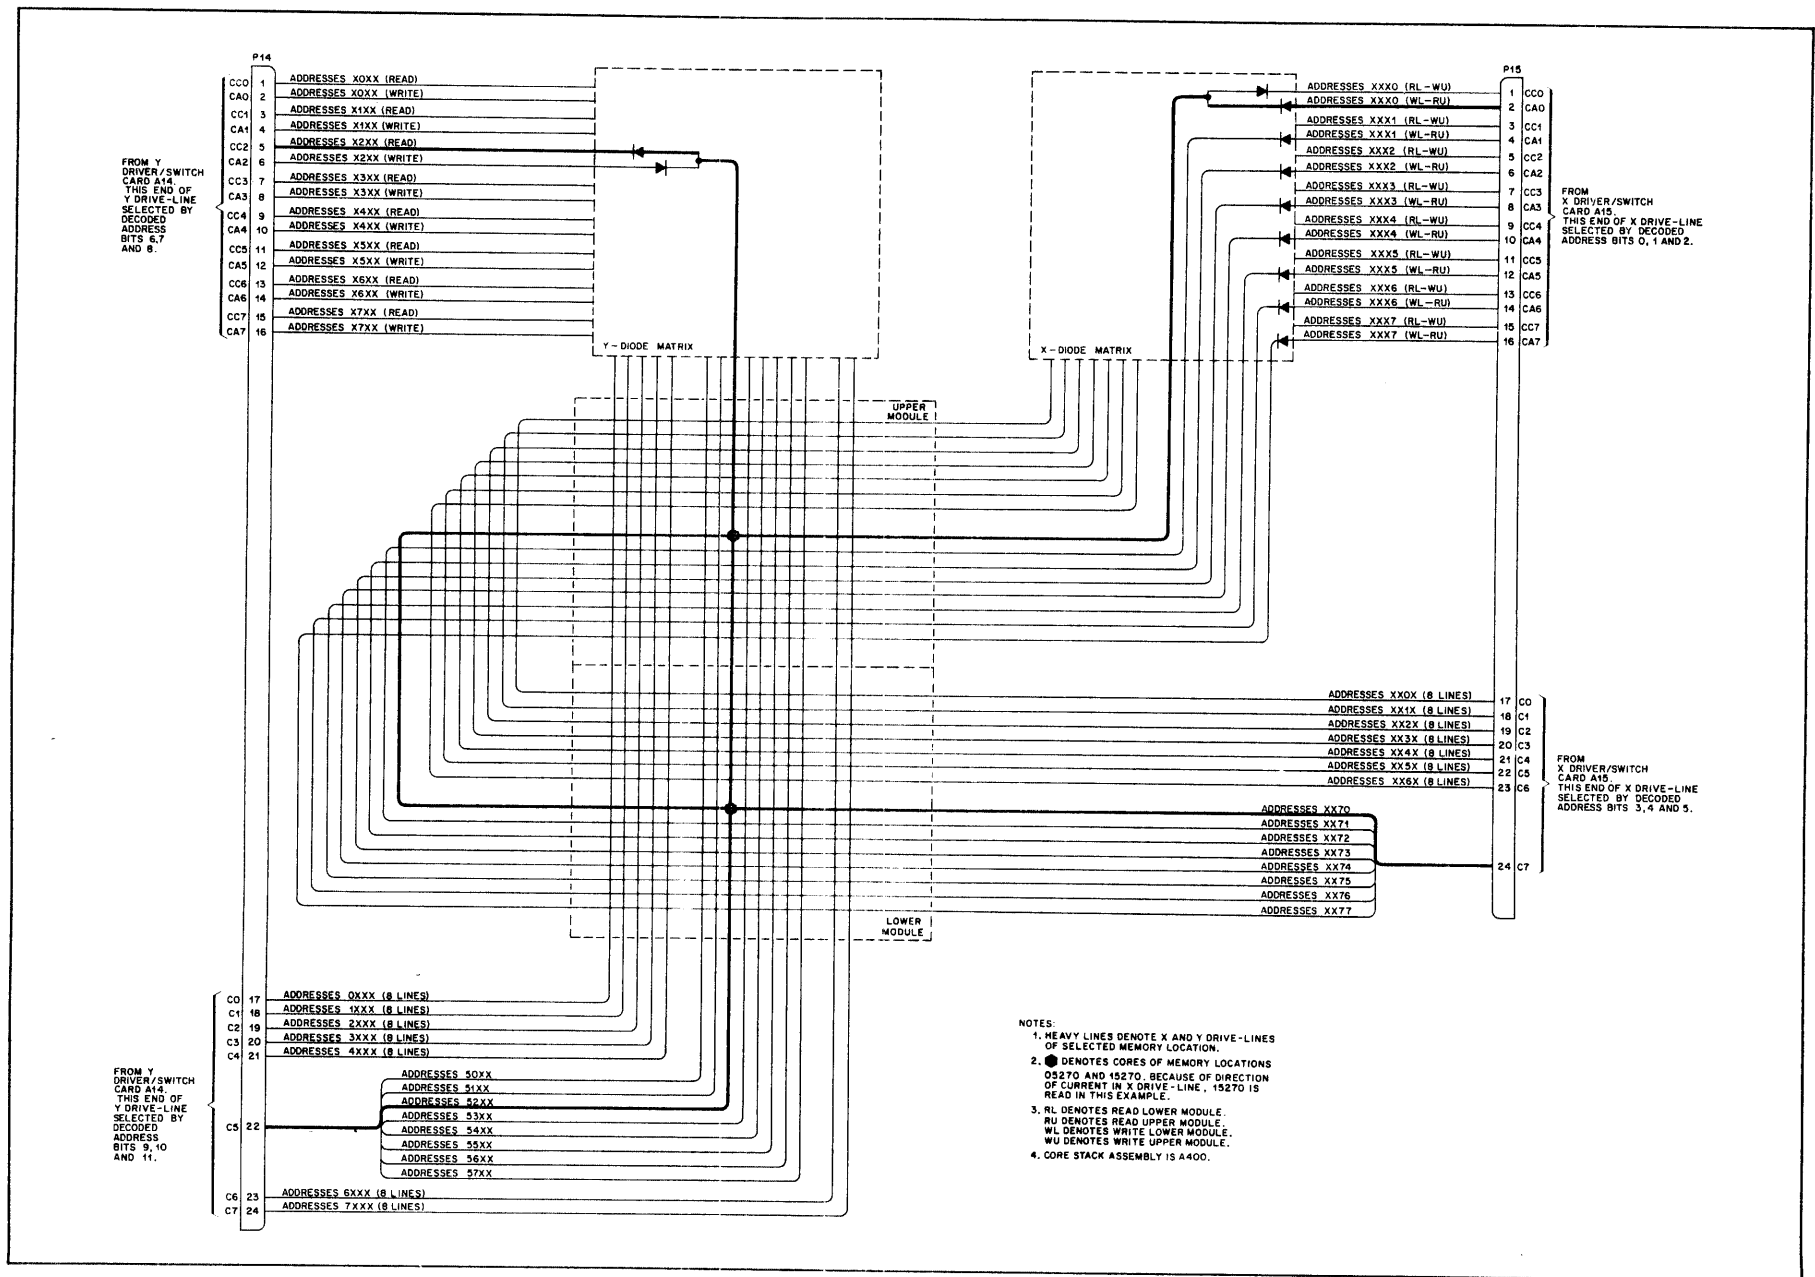 P14
CC0 1 ADDRESSES X0XX (READ)
CA0 2 ADDRESSES X0XX (WRITE)
CC1 3 ADDRESSES X1XX (READ)
CA1 4 ADDRESSES X1XX (WRITE)
CC2 5 ADDRESSES X2XX (READ)
CA2 6 ADDRESSES X2XX (WRITE)
CC3 7 ADDRESSES X3XX (READ)
CA3 8 ADDRESSES X3XX (WRITE)
CC4 9 ADDRESSES X4XX (READ)
CA4 10 ADDRESSES X4XX (WRITE)
CC5 11 ADDRESSES X5XX (READ)
CA5 12 ADDRESSES X5XX (WRITE)
CC6 13 ADDRESSES X6XX (READ)
CA6 14 ADDRESSES X6XX (WRITE)
CC7 15 ADDRESSES X7XX (READ)
CA7 16 ADDRESSES X7XX (WRITE)
FROM Y
DRIVER/SWITCH
CARD A14.
THIS END OF
Y DRIVE-LINE
SELECTED BY
DECODED
ADDRESS
BITS 6,7
AND 8.
Y-DIODE MATRIX
X-DIODE MATRIX
P15
ADDRESSES XXX0 (RL-WU) 1 CC0
ADDRESSES XXX0 (WL-RU) 2 CA0
ADDRESSES XXX1 (RL-WU) 3 CC1
ADDRESSES XXX1 (WL-RU) 4 CA1
ADDRESSES XXX2 (RL-WU) 5 CC2
ADDRESSES XXX2 (WL-RU) 6 CA2
ADDRESSES XXX3 (RL-WU) 7 CC3
ADDRESSES XXX3 (WL-RU) 8 CA3
ADDRESSES XXX4 (RL-WU) 9 CC4
ADDRESSES XXX4 (WL-RU) 10 CA4
ADDRESSES XXX5 (RL-WU) 11 CC5
ADDRESSES XXX5 (WL-RU) 12 CA5
ADDRESSES XXX6 (RL-WU) 13 CC6
ADDRESSES XXX6 (WL-RU) 14 CA6
ADDRESSES XXX7 (RL-WU) 15 CC7
ADDRESSES XXX7 (WL-RU) 16 CA7
FROM
X DRIVER/SWITCH
CARD A15.
THIS END OF X DRIVE-LINE
SELECTED BY DECODED
ADDRESS BITS 0, 1 AND 2.
UPPER
MODULE
ADDRESSES XX0X (8 LINES) 17 C0
ADDRESSES XX1X (8 LINES) 18 C1
ADDRESSES XX2X (8 LINES) 19 C2
ADDRESSES XX3X (8 LINES) 20 C3
ADDRESSES XX4X (8 LINES) 21 C4
ADDRESSES XX5X (8 LINES) 22 C5
ADDRESSES XX6X (8 LINES) 23 C6
ADDRESSES XX70
ADDRESSES XX71
ADDRESSES XX72
ADDRESSES XX73
ADDRESSES XX74
ADDRESSES XX75
ADDRESSES XX76
ADDRESSES XX77
24 C7
FROM
X DRIVER/SWITCH
CARD A15.
THIS END OF X DRIVE-LINE
SELECTED BY DECODED
ADDRESS BITS 3,4 AND 5.
LOWER
MODULE
C0 17 ADDRESSES 0XXX (8 LINES)
C1 18 ADDRESSES 1XXX (8 LINES)
C2 19 ADDRESSES 2XXX (8 LINES)
C3 20 ADDRESSES 3XXX (8 LINES)
C4 21 ADDRESSES 4XXX (8 LINES)
ADDRESSES 50XX
ADDRESSES 51XX
ADDRESSES 52XX
ADDRESSES 53XX
ADDRESSES 54XX
ADDRESSES 55XX
ADDRESSES 56XX
ADDRESSES 57XX
C5 22
C6 23 ADDRESSES 6XXX (8 LINES)
C7 24 ADDRESSES 7XXX (8 LINES)
FROM Y
DRIVER/SWITCH
CARD A14.
THIS END OF
Y DRIVE-LINE
SELECTED BY
DECODED
ADDRESS
BITS 9, 10
AND 11.
NOTES:
1. HEAVY LINES DENOTE X AND Y DRIVE-LINES
OF SELECTED MEMORY LOCATION.
2. DENOTES CORES OF MEMORY LOCATIONS
05270 AND 15270. BECAUSE OF DIRECTION
OF CURRENT IN X DRIVE-LINE, 15270 IS
READ IN THIS EXAMPLE.
3. RL DENOTES READ LOWER MODULE.
RU DENOTES READ UPPER MODULE.
WL DENOTES WRITE LOWER MODULE.
WU DENOTES WRITE UPPER MODULE.
4. CORE STACK ASSEMBLY IS A400.